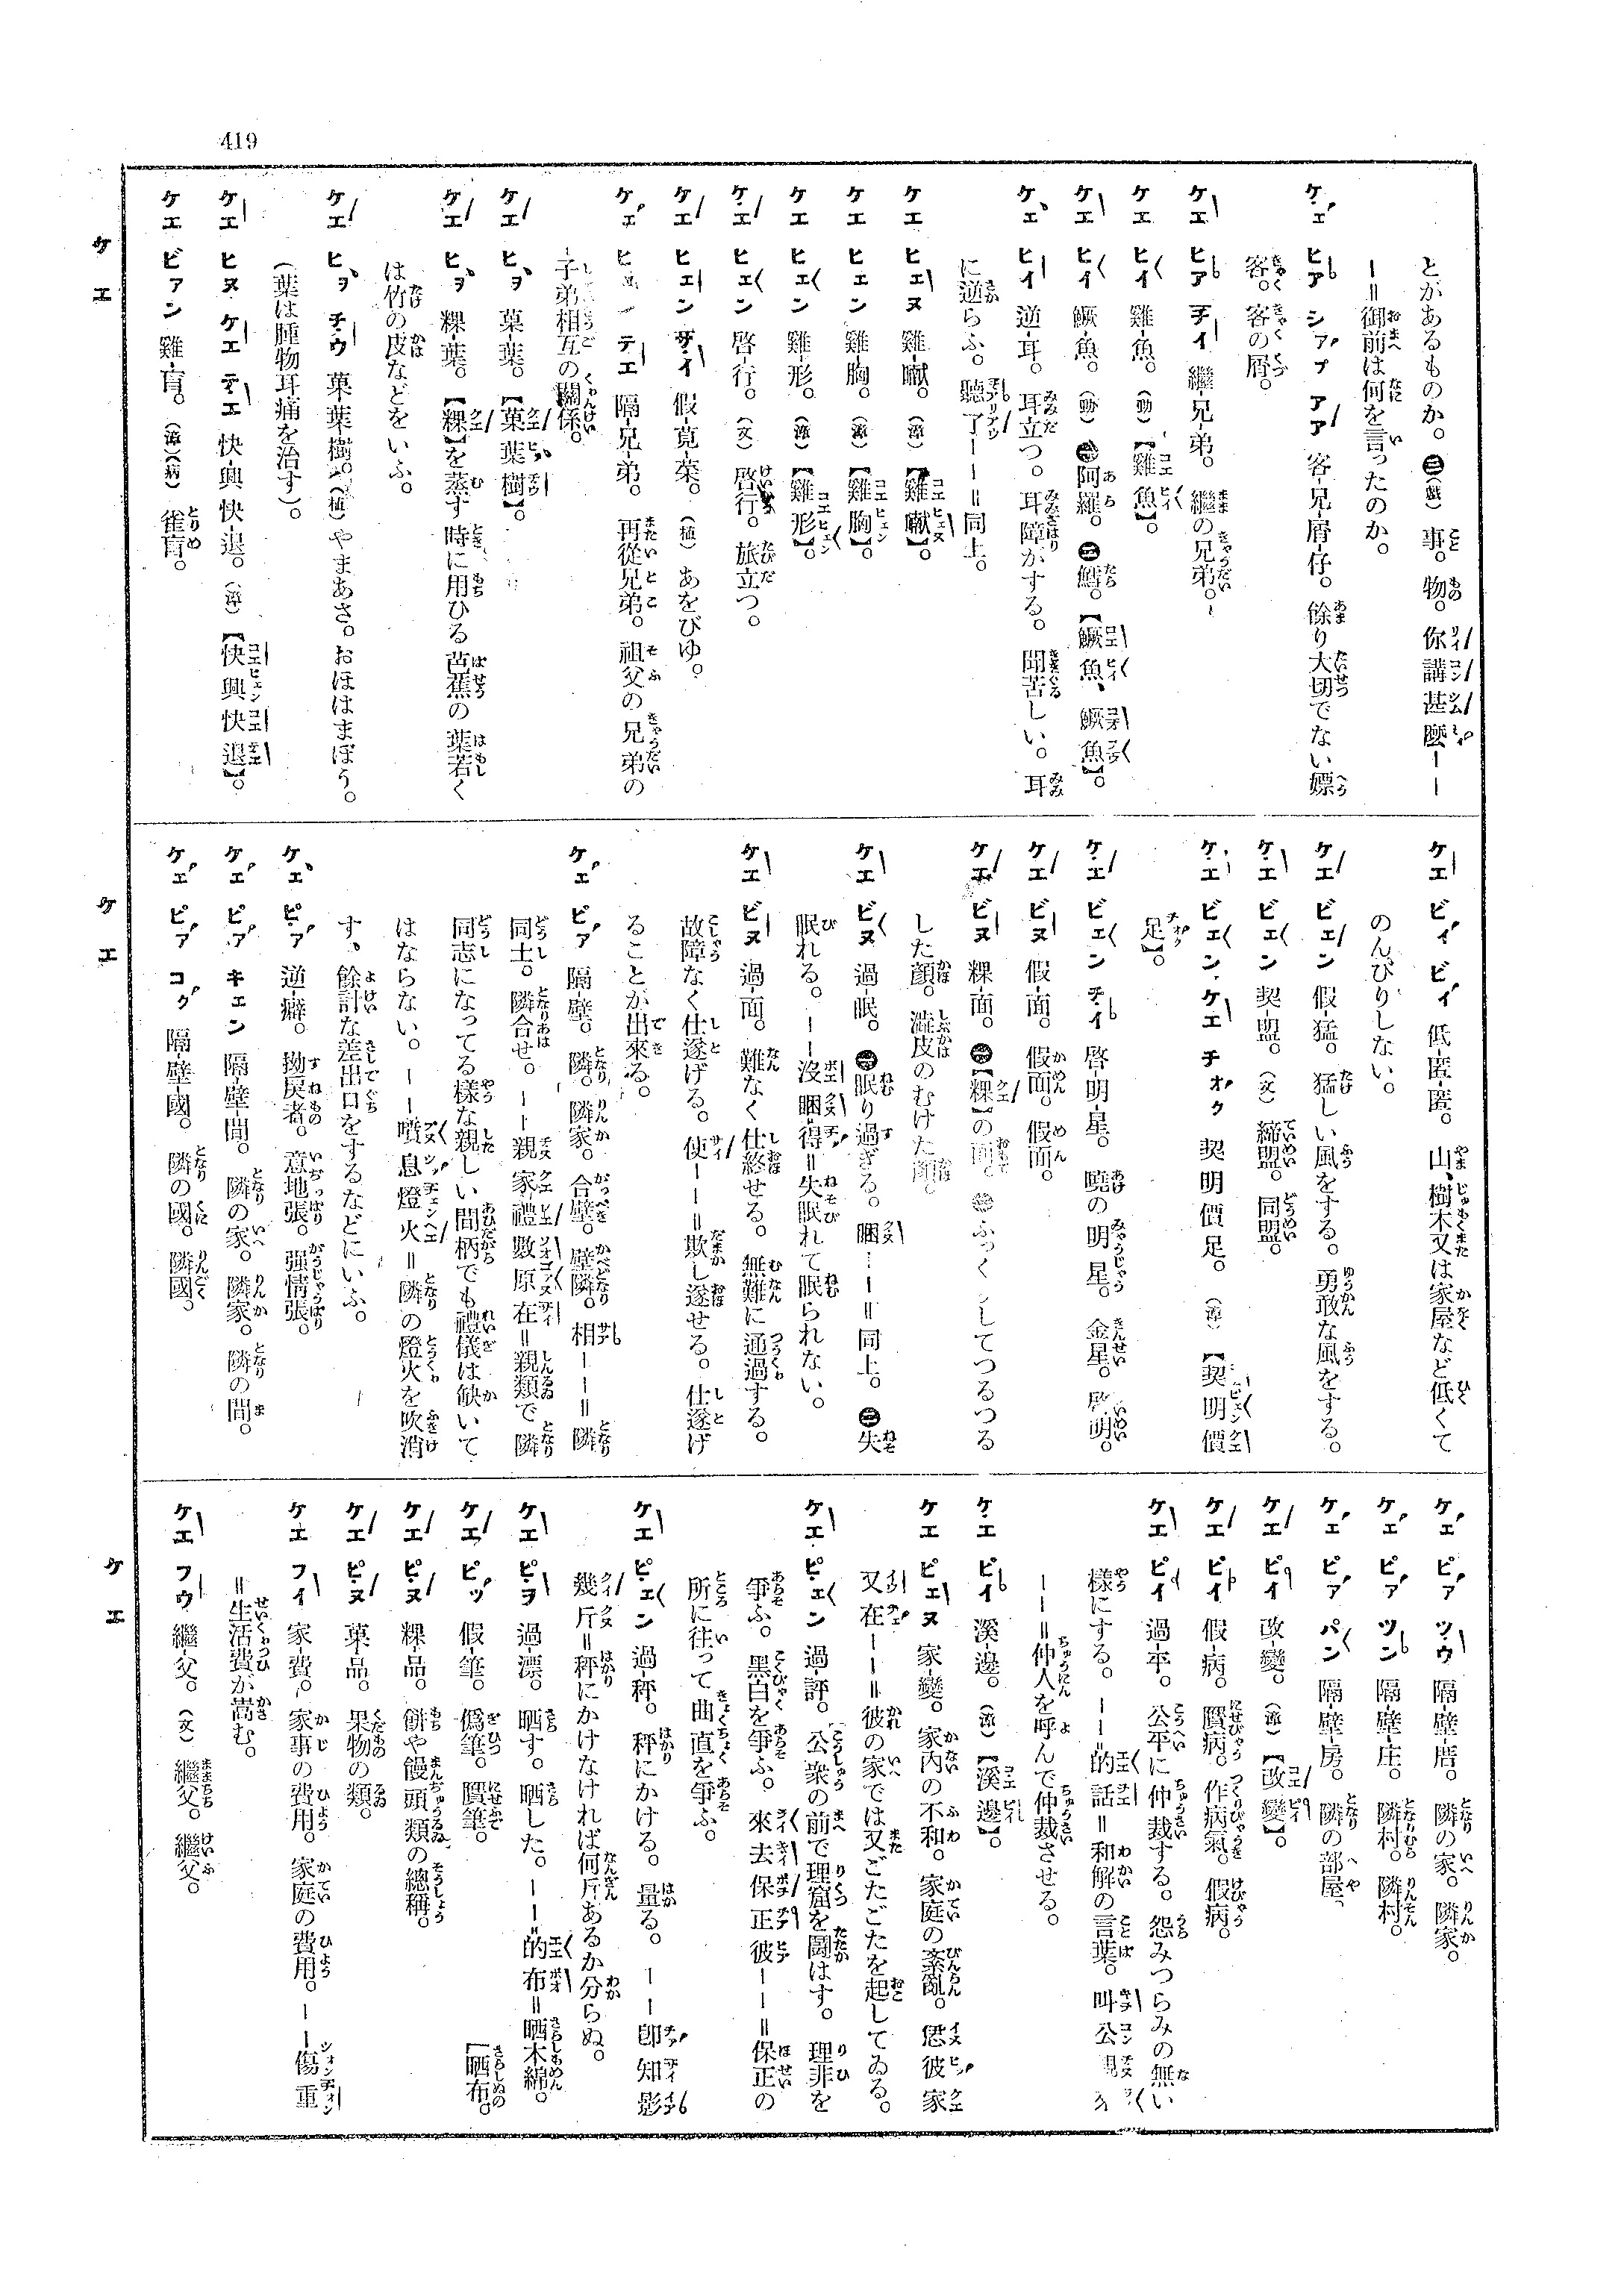 419
とがあるものか。㊁(戲) 事。物。你講甚麼ーー
ー＝御前は何を言ったのか。
ケエ ヒア シアプ アア 客-兄-屑-仔。餘り大切でない嫖
客。客の屑。
ケエ ヒア チイ 繼-兄-弟。繼の兄弟。
ケエ ヒイ 雞-魚。(動)【雞魚】。
ケエ ヒイ 鱖-魚。(動) ㊀阿羅。㊁鱈。【鱖魚、鱖魚】。
ケエ ヒイ 逆-耳。耳立つ。耳障がする。聞苦しい。耳
に逆らふ。聽了ーー＝同上。
ケエ ヒエヌ 雞-。(漳)【雞】。
ケエ ヒエン 雞-胸。(漳)【雞胸】。
ケエ ヒエン 雞-形。(漳)【雞形】。
ケエ ヒエン 啓-行。(文) 啓行。旅立つ。
ケエ ヒエン ザイ 假-莧-菜。(植) あをびゆ。
ケエ ヒア テエ 隔-兄-弟。再從兄弟。祖父の兄弟の
子弟相互の關係。
ケエ ヒヲ 菓-葉。【菓葉樹】。
ケエ ヒヲ 粿-葉。【粿】を蒸す時に用ひる芭蕉の葉若く
は竹の皮などをいふ。
ケエ ヒヲ チウ 菓-葉-樹。(植) やまあさ。おほはまぼう。
(葉は腫物耳痛を治す)。
ケエ ヒヌ ケエ テエ 快-興 快-退。(漳)【快興快退】。
ケエ ビアン 雞-盲。(漳)(病) 雀盲。
ケ エ
ケエ ビイ ビイ 低-匿-匿。山、樹木又は家屋など低くて
のんびりしない。
ケエ ビエン 假-猛。猛しい風をする。勇敢な風をする。
ケエ ビエン 契-盟。(文) 締盟。同盟。
ケエ ビエン ケエ チオク 契明價足。(漳)【契明價
足】。
ケエ ビエン チイ 啓-明-星。曉の明星。金星。啓明。
ケエ ビヌ 假-面。假面。假面。
ケエ ビヌ 粿-面。㊀【粿】の面。㊁ふっくしてつるつる
した顏。澁皮のむけた顏。
ケエ ビヌ 過-眠。㊀眠り過ぎる。睏ーー＝同上。㊁失
眠れる。ーー沒睏得＝失眠れて眠られない。
ケエ ビヌ 過-面。難なく仕終せる。無難に通過する。
故障なく仕遂げる。使ーー＝欺し遂せる。仕遂げ
ることが出來る。
ケエ ピア 隔-壁。隣。隣家。合壁。壁隣。相ーー＝隣
同士。隣合せ。ーー親家禮數原在＝親類で隣
同志になってる樣な親しい間柄でも禮儀は缺いて
はならない。ーー噴息燈火＝隣の燈火を吹消
す。餘計な差出口をするなどにいふ。
ケエ ピア 逆-癖。拗戾者。意地張。强情張。
ケエ ピア キエン 隔-壁-間。隣の家。隣家。隣の間。
ケエ ピア コク 隔-壁-國。隣の國。隣國。
ケ エ
ケエ ピア ツウ 隔-壁-厝。隣の家。隣家。
ケエ ピア ツン 隔-壁-庄。隣村。隣村。
ケエ ピア パン 隔-壁-房。隣の部屋、
ケエ ピイ 改-變。(漳)【改變】。
ケエ ピイ 假-病。贋病。作病氣。假病。
ケエ ピイ 過-平。公平に仲裁する。怨みつらみの無い
樣にする。ーー的話＝和解の言葉。叫公親
ーー＝仲人を呼んで仲裁させる。
ケエ ピイ 溪-邊。(漳)【溪邊】。
ケエ ピエヌ 家-變。家内の不和。家庭の紊亂。怹彼家
又在ーー＝彼の家では又ごたごたを起してゐる。
ケエ ピエン 過-評。公衆の前で理窟を鬪はす。理非を
爭ふ。黑白を爭ふ。來去保正彼ーー＝保正の
所に往って曲直を爭ふ。
ケエ ピエン 過-秤。秤にかける。量る。ーー卽知影
幾斤＝秤にかけなければ何斤あるか分らぬ。
ケエ ピヲ 過-漂。晒す。晒した。ーー的布＝晒木綿。
[晒布。
ケエ ピツ 假-筆。僞筆。贋筆。
ケエ ピヌ 粿-品。餠や饅頭類の總稱。
ケエ ピヌ 菓-品。果物の類。
ケエ フイ 家-費。家事の費用。家庭の費用。ーー傷重
＝生活費が嵩む。
ケエ フウ 繼-父。(文) 繼父。繼父。
ケ エ